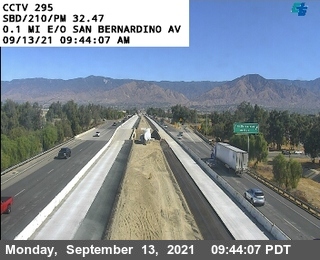 CCTV 295
SBD/210/PM 32.47
0.1 MI E/O SAN BERNARDINO AV
09/13/21 09:44:07 AM
Monday, September 13, 2021 09:44:07 PDT